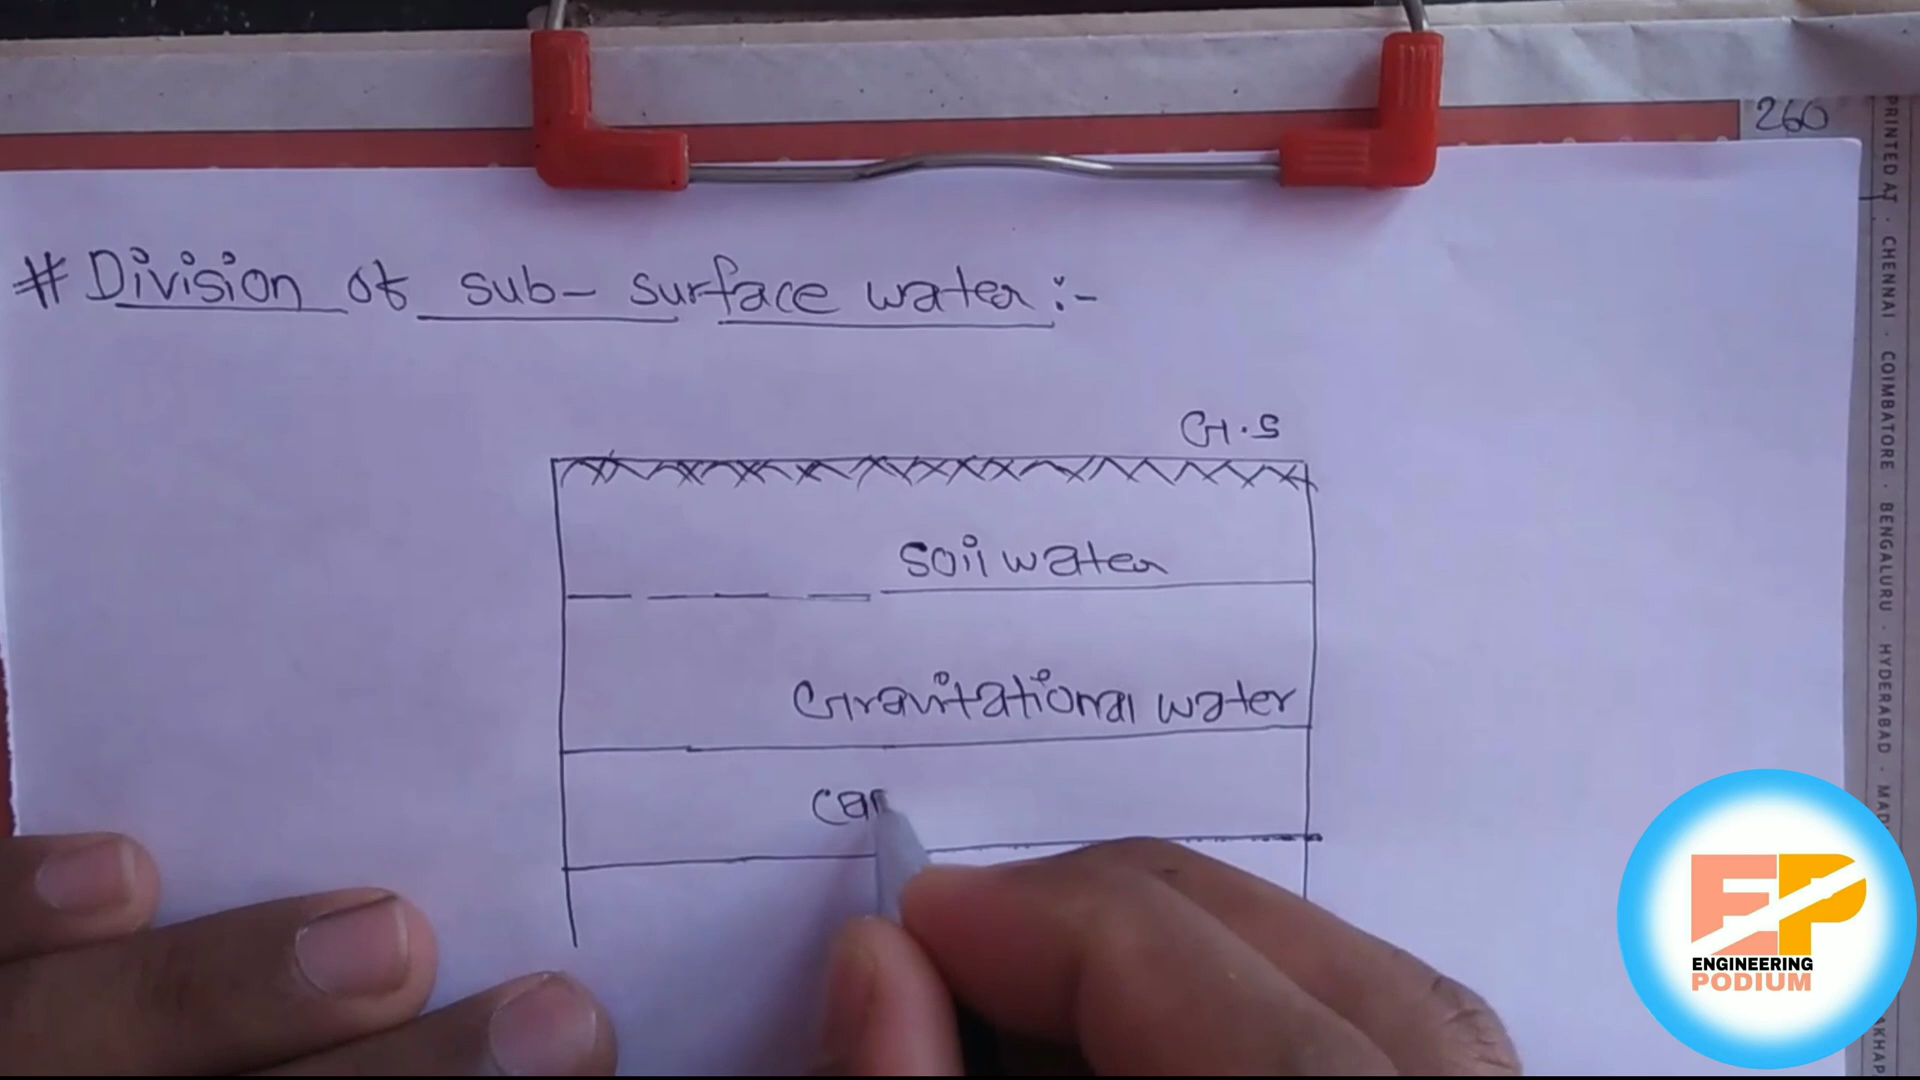 260
# Division of sub-surface water :-
G.S
soil water
Gravitational water
ca
PRINTED AT · CHENNAI · COIMBATORE · BENGALURU · HYDERABAD ·
EP
ENGINEERING
PODIUM